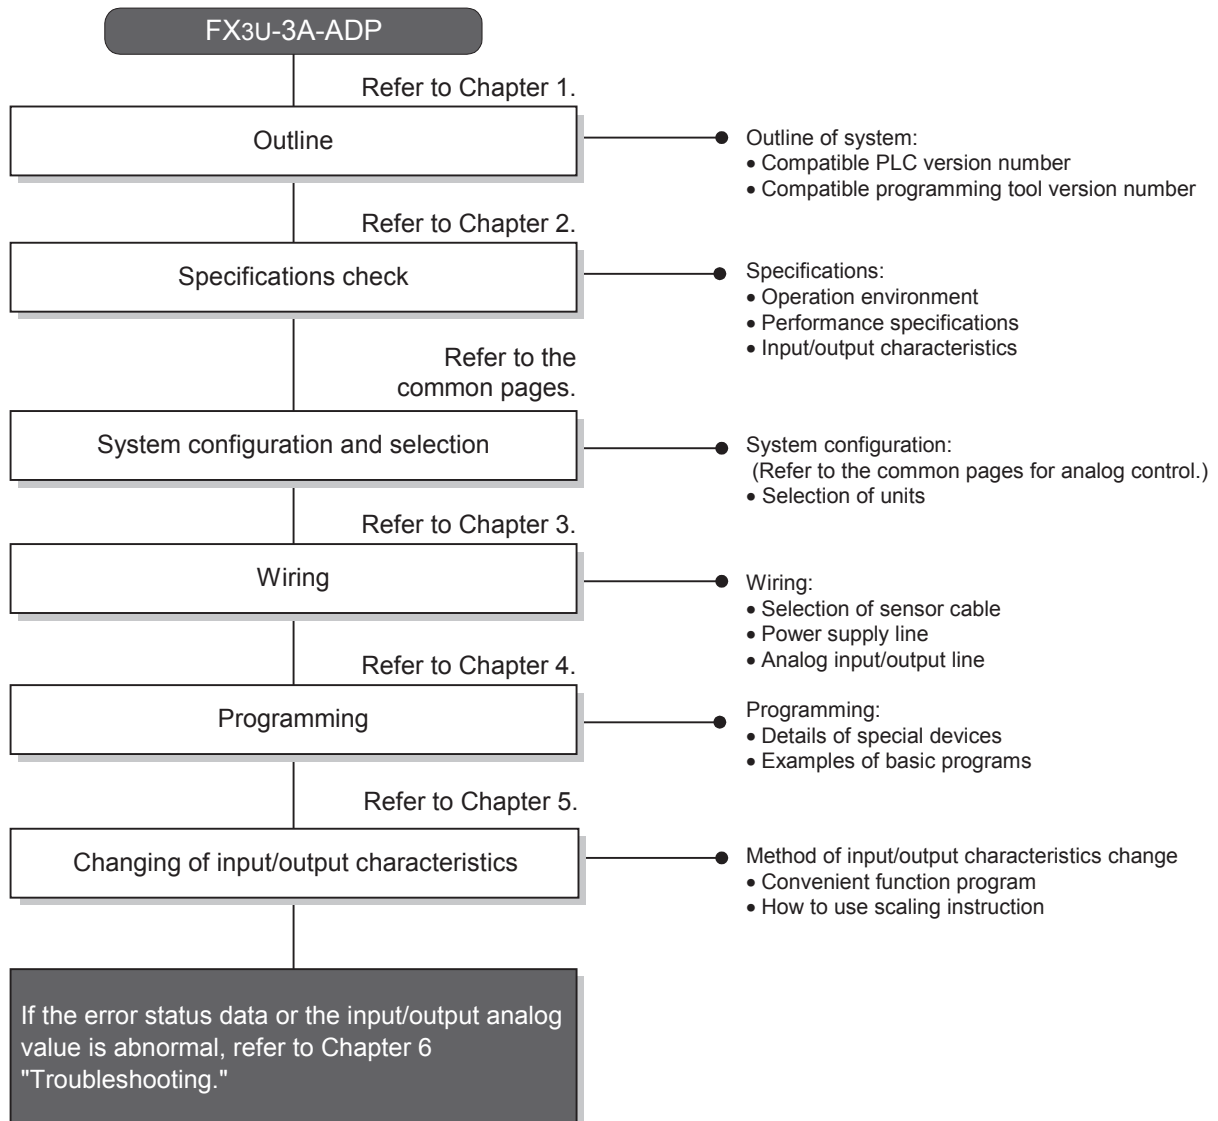 FX3U-3A-ADP
Refer to Chapter 1.
Outline
Outline of system:
• Compatible PLC version number
• Compatible programming tool version number
Refer to Chapter 2.
Specifications check
Specifications:
• Operation environment
• Performance specifications
• Input/output characteristics
Refer to the
common pages.
System configuration and selection
System configuration:
(Refer to the common pages for analog control.)
• Selection of units
Refer to Chapter 3.
Wiring
Wiring:
• Selection of sensor cable
• Power supply line
• Analog input/output line
Refer to Chapter 4.
Programming
Programming:
• Details of special devices
• Examples of basic programs
Refer to Chapter 5.
Changing of input/output characteristics
Method of input/output characteristics change
• Convenient function program
• How to use scaling instruction
If the error status data or the input/output analog
value is abnormal, refer to Chapter 6
"Troubleshooting."